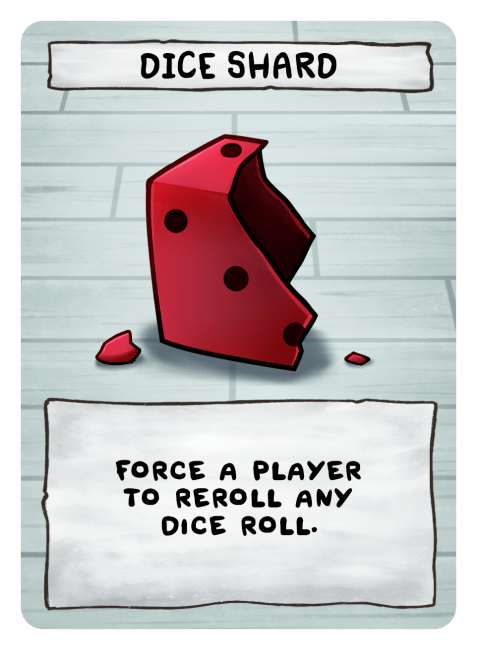 DICE SHARD
FORCE A PLAYER
TO REROLL ANY
DICE ROLL.